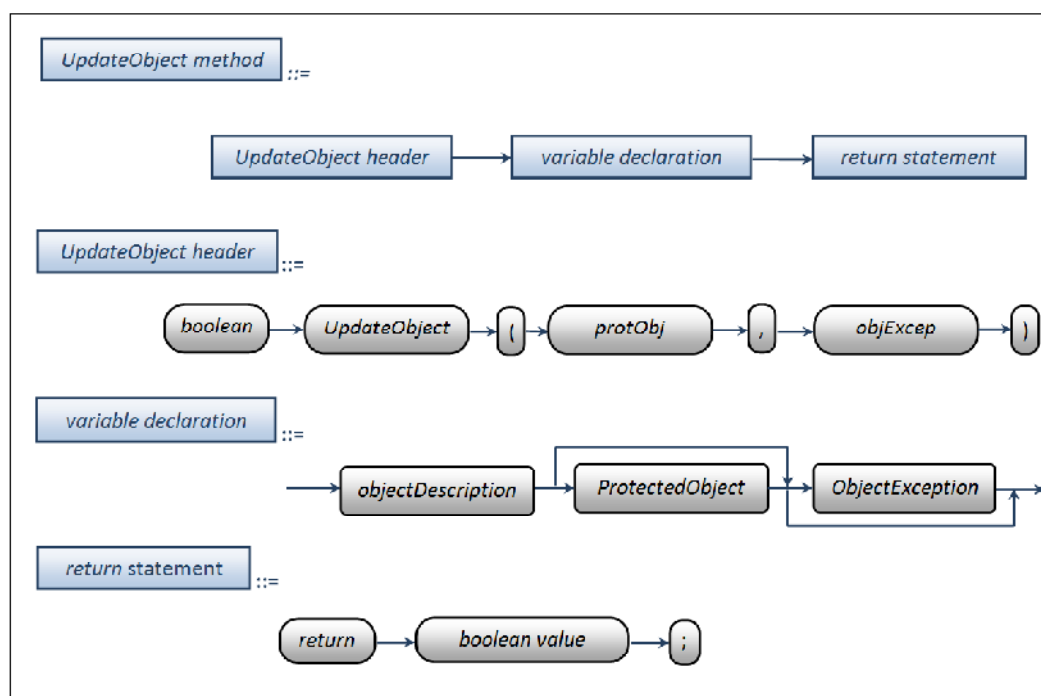 UpdateObject method ::=
UpdateObject header variable declaration return statement
UpdateObject header ::=
boolean UpdateObject ( protObj , objExcep )
variable declaration ::=
objectDescription ProtectedObject ObjectException
return statement ::=
return boolean value ;